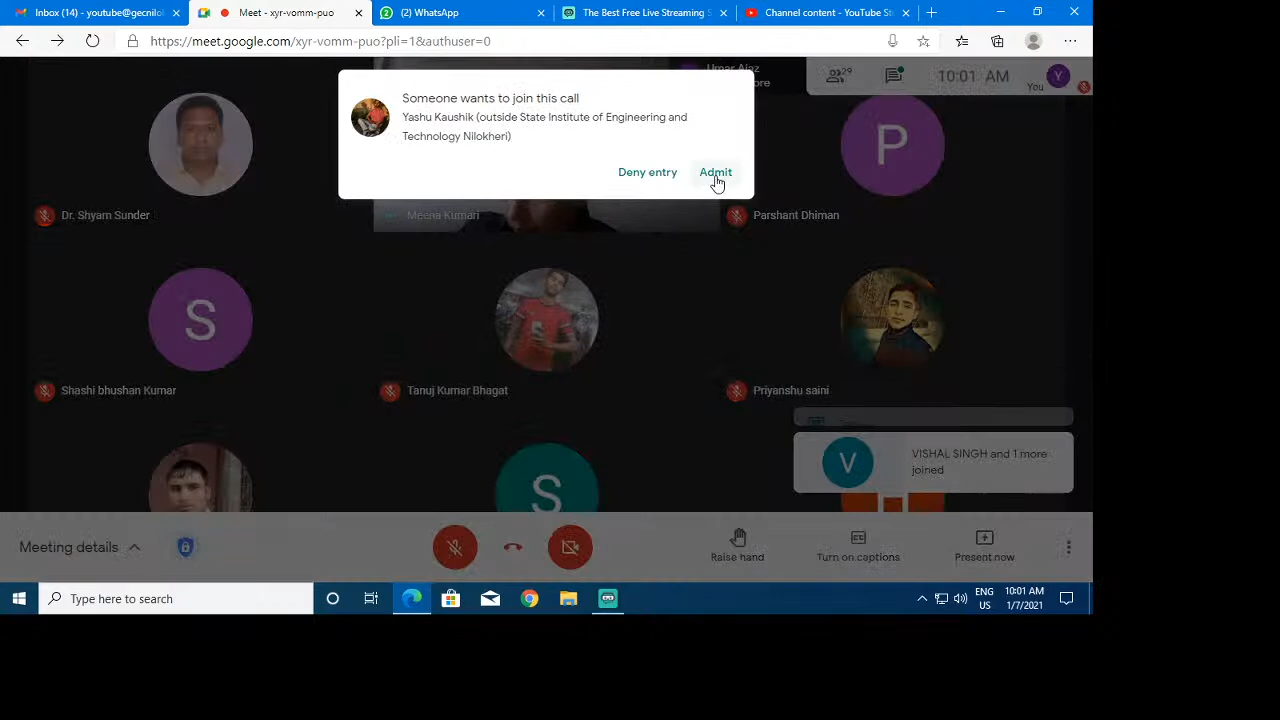 Inbox (14) - youtube@gecnilo
Meet - xyr-vomm-puo
(2) WhatsApp
The Best Free Live Streaming S
Channel content - YouTube St
https://meet.google.com/xyr-vomm-puo?pli=1&authuser=0
Someone wants to join this call
Yashu Kaushik (outside State Institute of Engineering and
Technology Nilokheri)
Deny entry
Admit
Umar Ajaz
29
10:01 AM
You
Y
P
Dr. Shyam Sunder
Meena Kumari
Parshant Dhiman
S
Shashi bhushan Kumar
Tanuj Kumar Bhagat
Priyanshu saini
V
VISHAL SINGH and 1 more
joined
S
Meeting details
Raise hand
Turn on captions
Present now
Type here to search
ENG
US
10:01 AM
1/7/2021